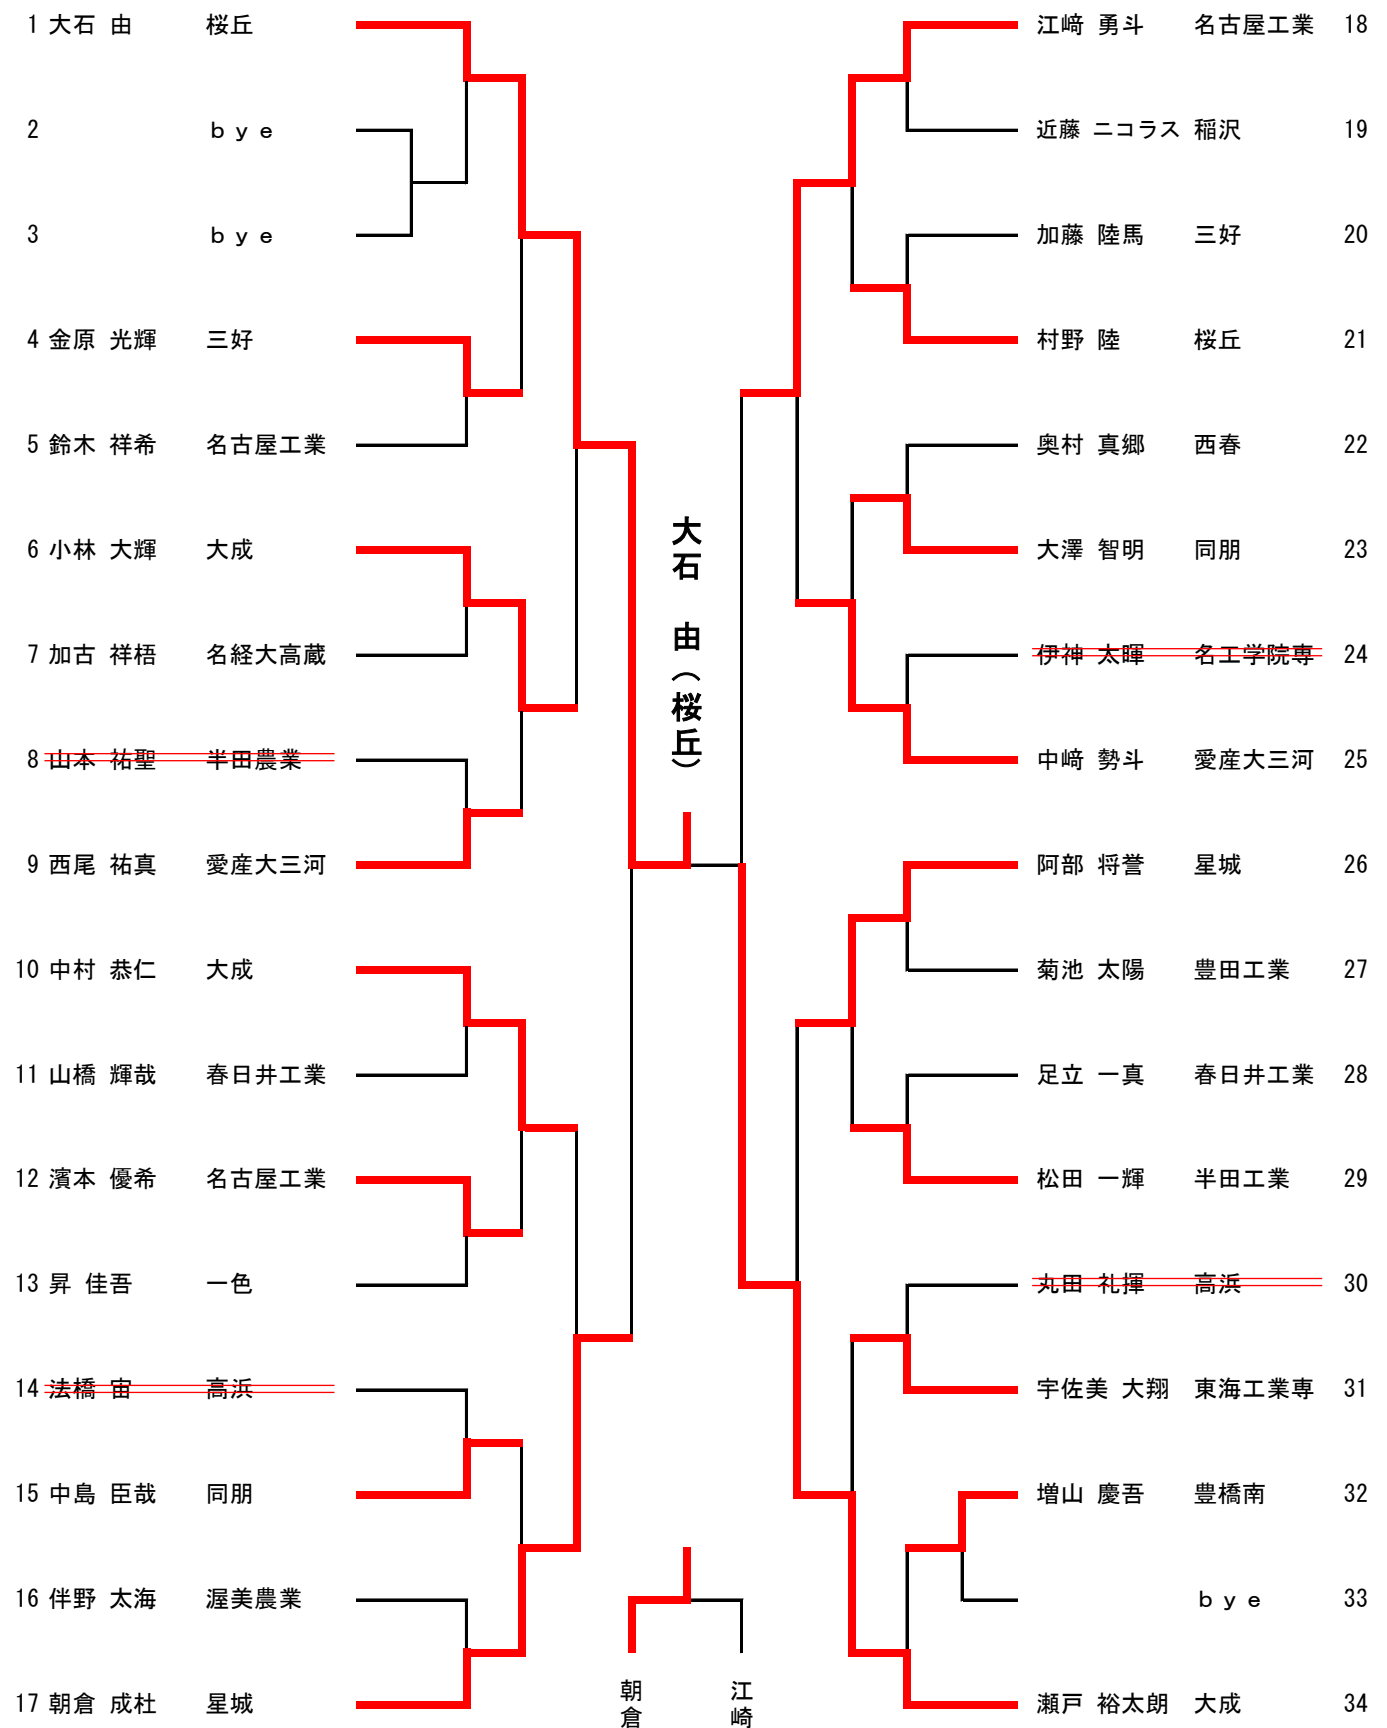 1 大石 由 桜丘
2 ｂｙｅ
3 ｂｙｅ
4 金原 光輝 三好
5 鈴木 祥希 名古屋工業
6 小林 大輝 大成
7 加古 祥梧 名経大高蔵
8 山本 祐聖 半田農業
9 西尾 祐真 愛産大三河
10 中村 恭仁 大成
11 山橋 輝哉 春日井工業
12 濱本 優希 名古屋工業
13 昇 佳吾 一色
14 法橋 宙 高浜
15 中島 臣哉 同朋
16 伴野 太海 渥美農業
17 朝倉 成杜 星城
大石 由（桜丘）
朝倉
江崎
江﨑 勇斗 名古屋工業 18
近藤 ニコラス 稲沢 19
加藤 陸馬 三好 20
村野 陸 桜丘 21
奥村 真郷 西春 22
大澤 智明 同朋 23
伊神 太暉 名工学院専 24
中﨑 勢斗 愛産大三河 25
阿部 将誉 星城 26
菊池 太陽 豊田工業 27
足立 一真 春日井工業 28
松田 一輝 半田工業 29
丸田 礼揮 高浜 30
宇佐美 大翔 東海工業専 31
増山 慶吾 豊橋南 32
ｂｙｅ 33
瀬戸 裕太朗 大成 34